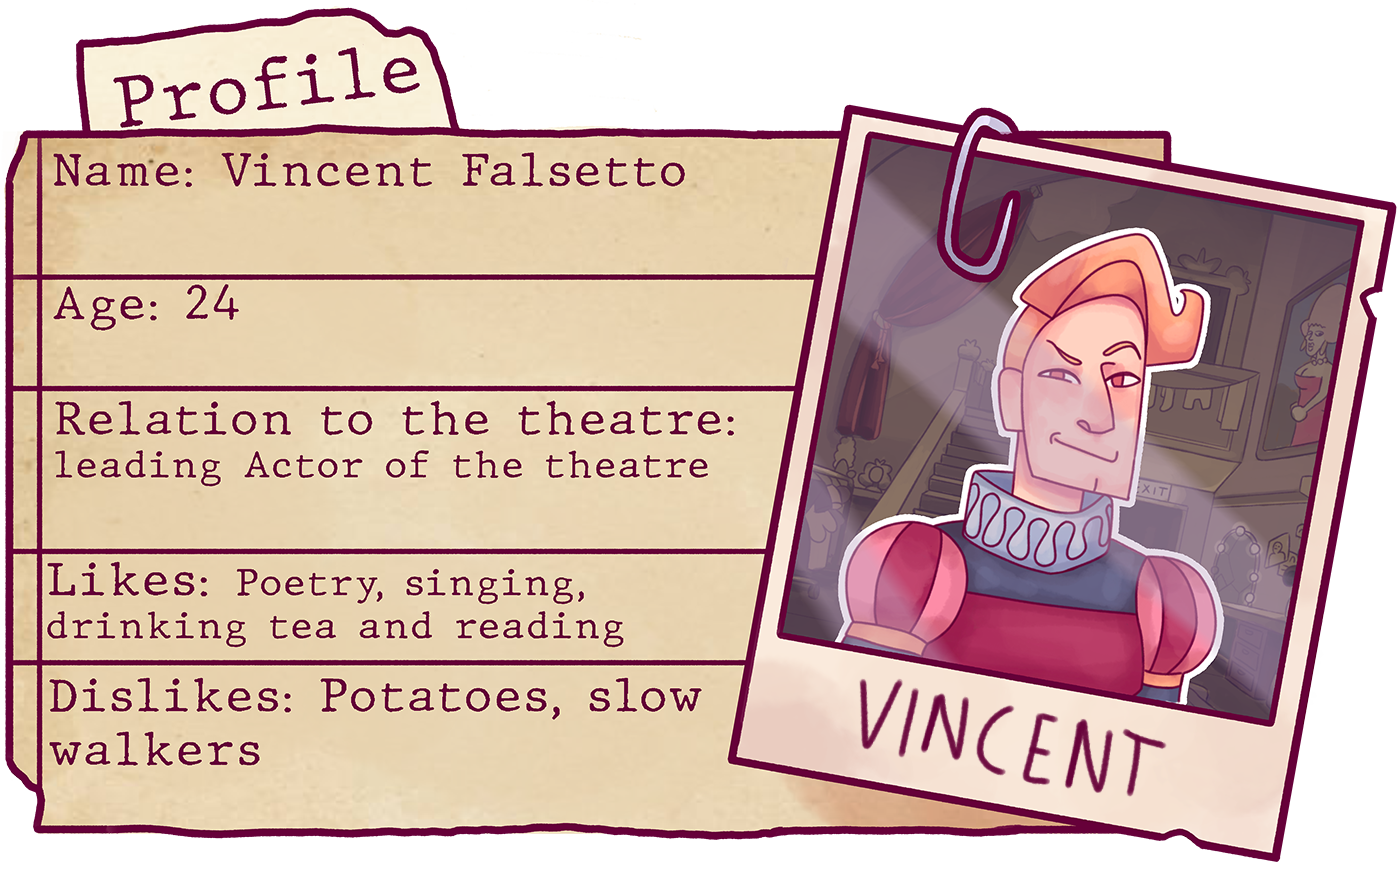 Profile
Name: Vincent Falsetto
Age: 24
Relation to the theatre:
leading Actor of the theatre
Likes: Poetry, singing,
drinking tea and reading
Dislikes: Potatoes, slow
walkers
EXIT
VINCENT